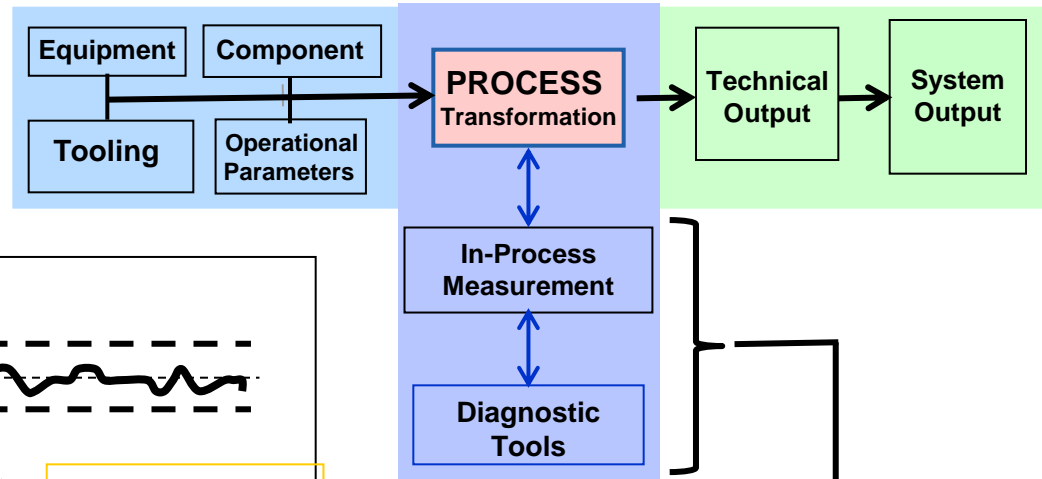 Equipment
Component
Tooling
Operational
Parameters
PROCESS
Transformation
Technical
Output
System
Output
In-Process
Measurement
Diagnostic
Tools